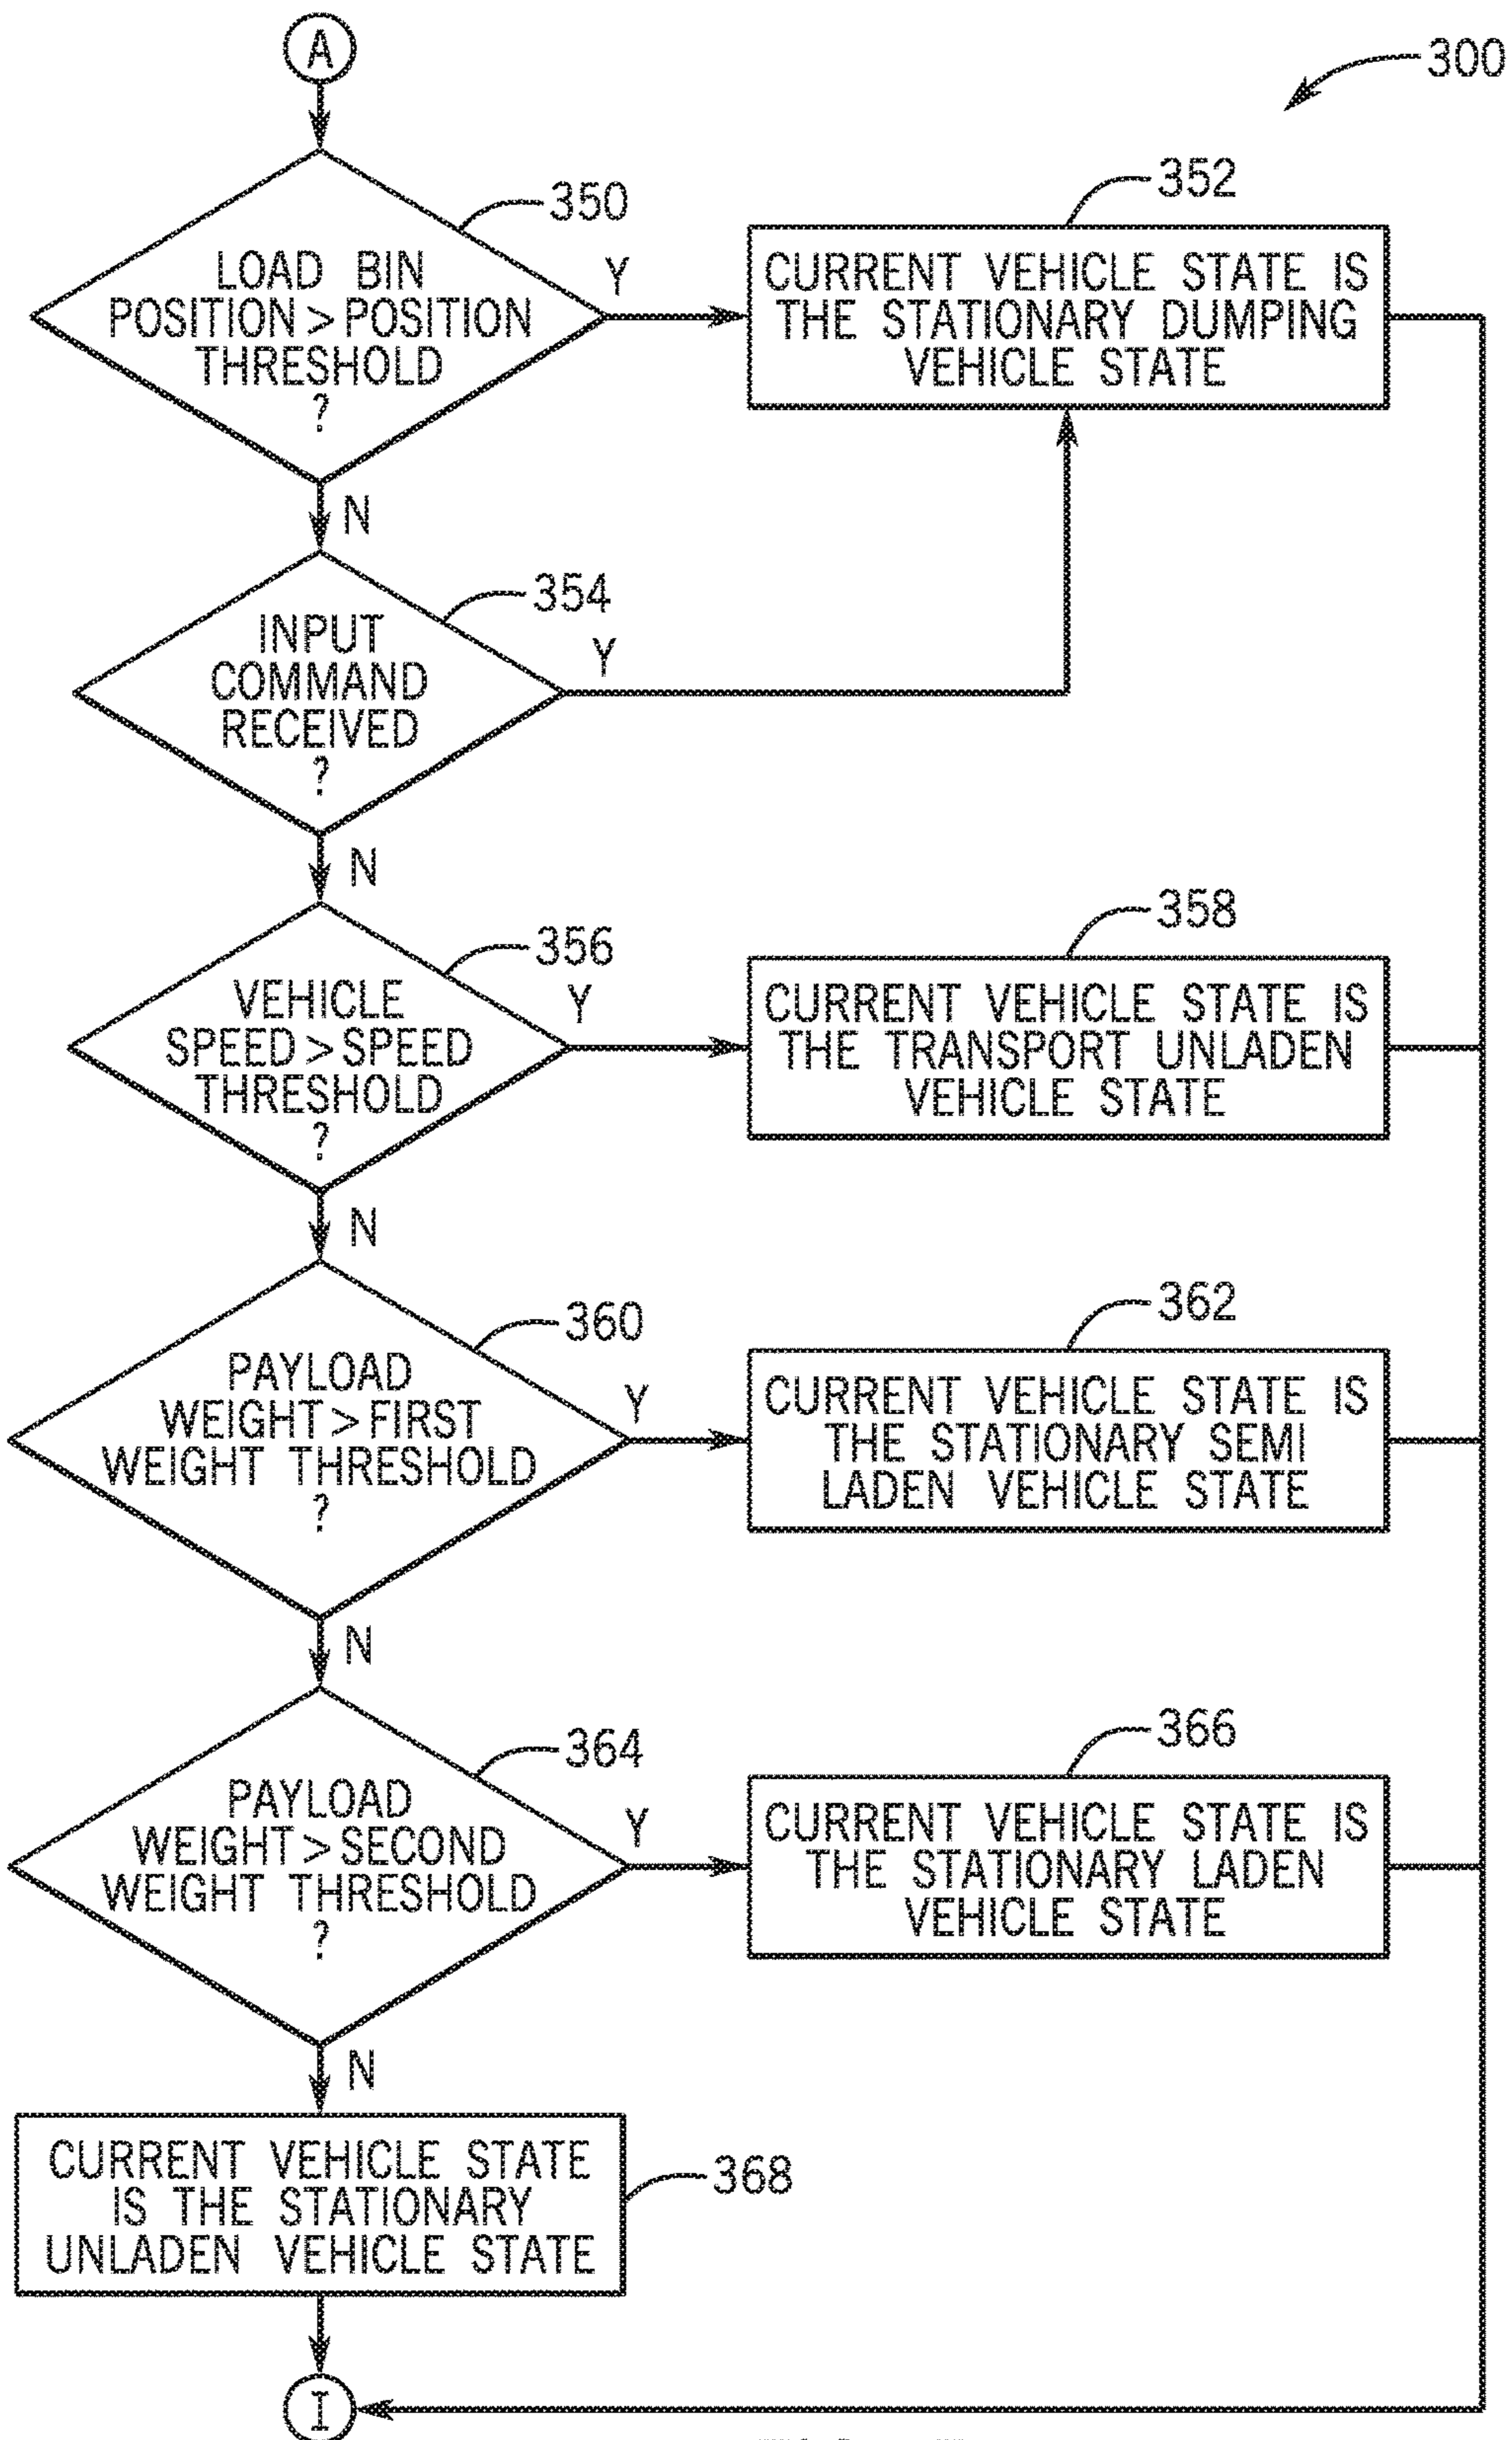 A
300
350
LOAD BIN
POSITION > POSITION
THRESHOLD
?
Y
352
CURRENT VEHICLE STATE IS
THE STATIONARY DUMPING
VEHICLE STATE
N
354
INPUT
COMMAND
RECEIVED
?
Y
N
356
VEHICLE
SPEED > SPEED
THRESHOLD
?
Y
358
CURRENT VEHICLE STATE IS
THE TRANSPORT UNLADEN
VEHICLE STATE
N
360
PAYLOAD
WEIGHT > FIRST
WEIGHT THRESHOLD
?
Y
362
CURRENT VEHICLE STATE IS
THE STATIONARY SEMI
LADEN VEHICLE STATE
N
364
PAYLOAD
WEIGHT > SECOND
WEIGHT THRESHOLD
?
Y
366
CURRENT VEHICLE STATE IS
THE STATIONARY LADEN
VEHICLE STATE
N
CURRENT VEHICLE STATE
IS THE STATIONARY
UNLADEN VEHICLE STATE
368
I